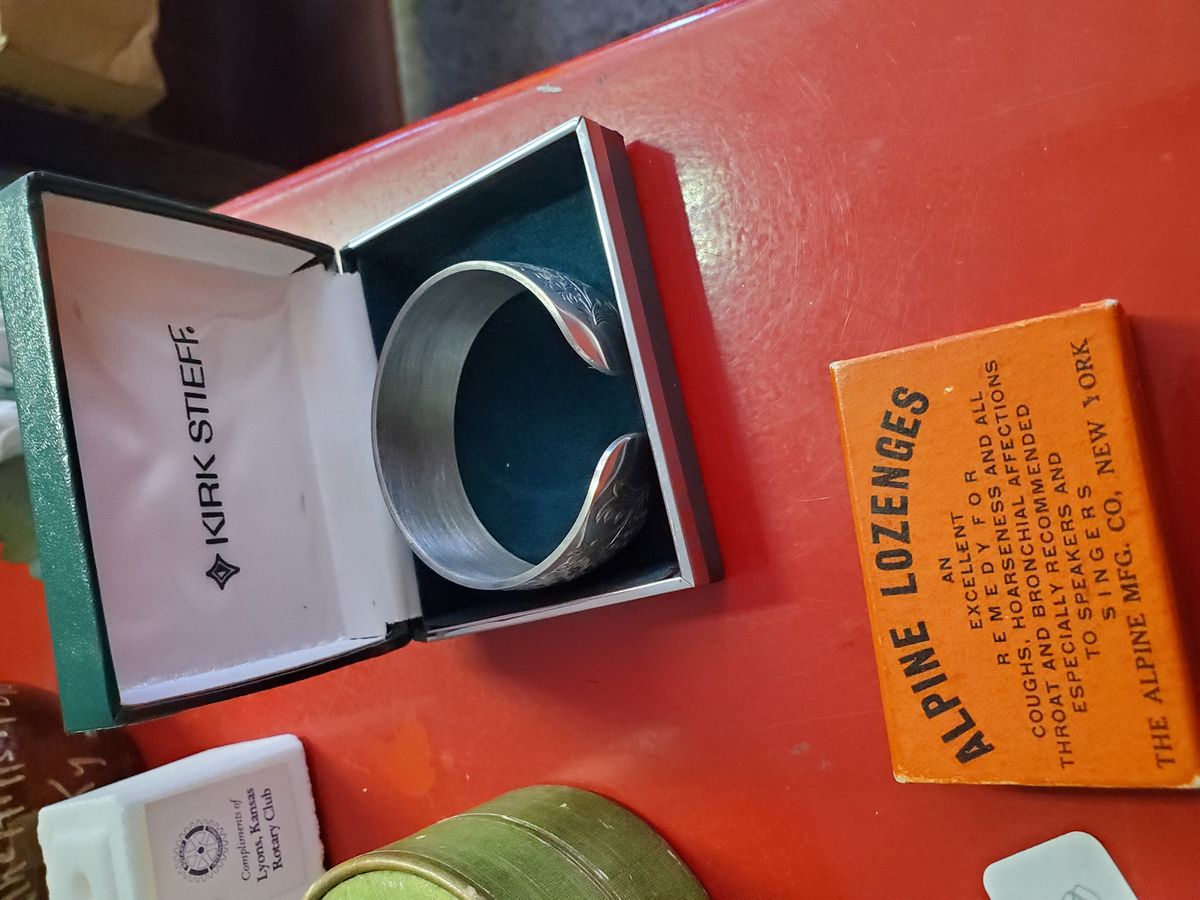 KIRK STIEFF
ALPINE LOZENGES
AN
EXCELLENT
REMEDY FOR
COUGHS, HOARSENESS AND ALL
THROAT AND BRONCHIAL AFFECTIONS
ESPECIALLY RECOMMENDED
TO SPEAKERS AND
SINGERS
THE ALPINE MFG. CO, NEW YORK
Compliments of
Lyons, Kansas
Rotary Club